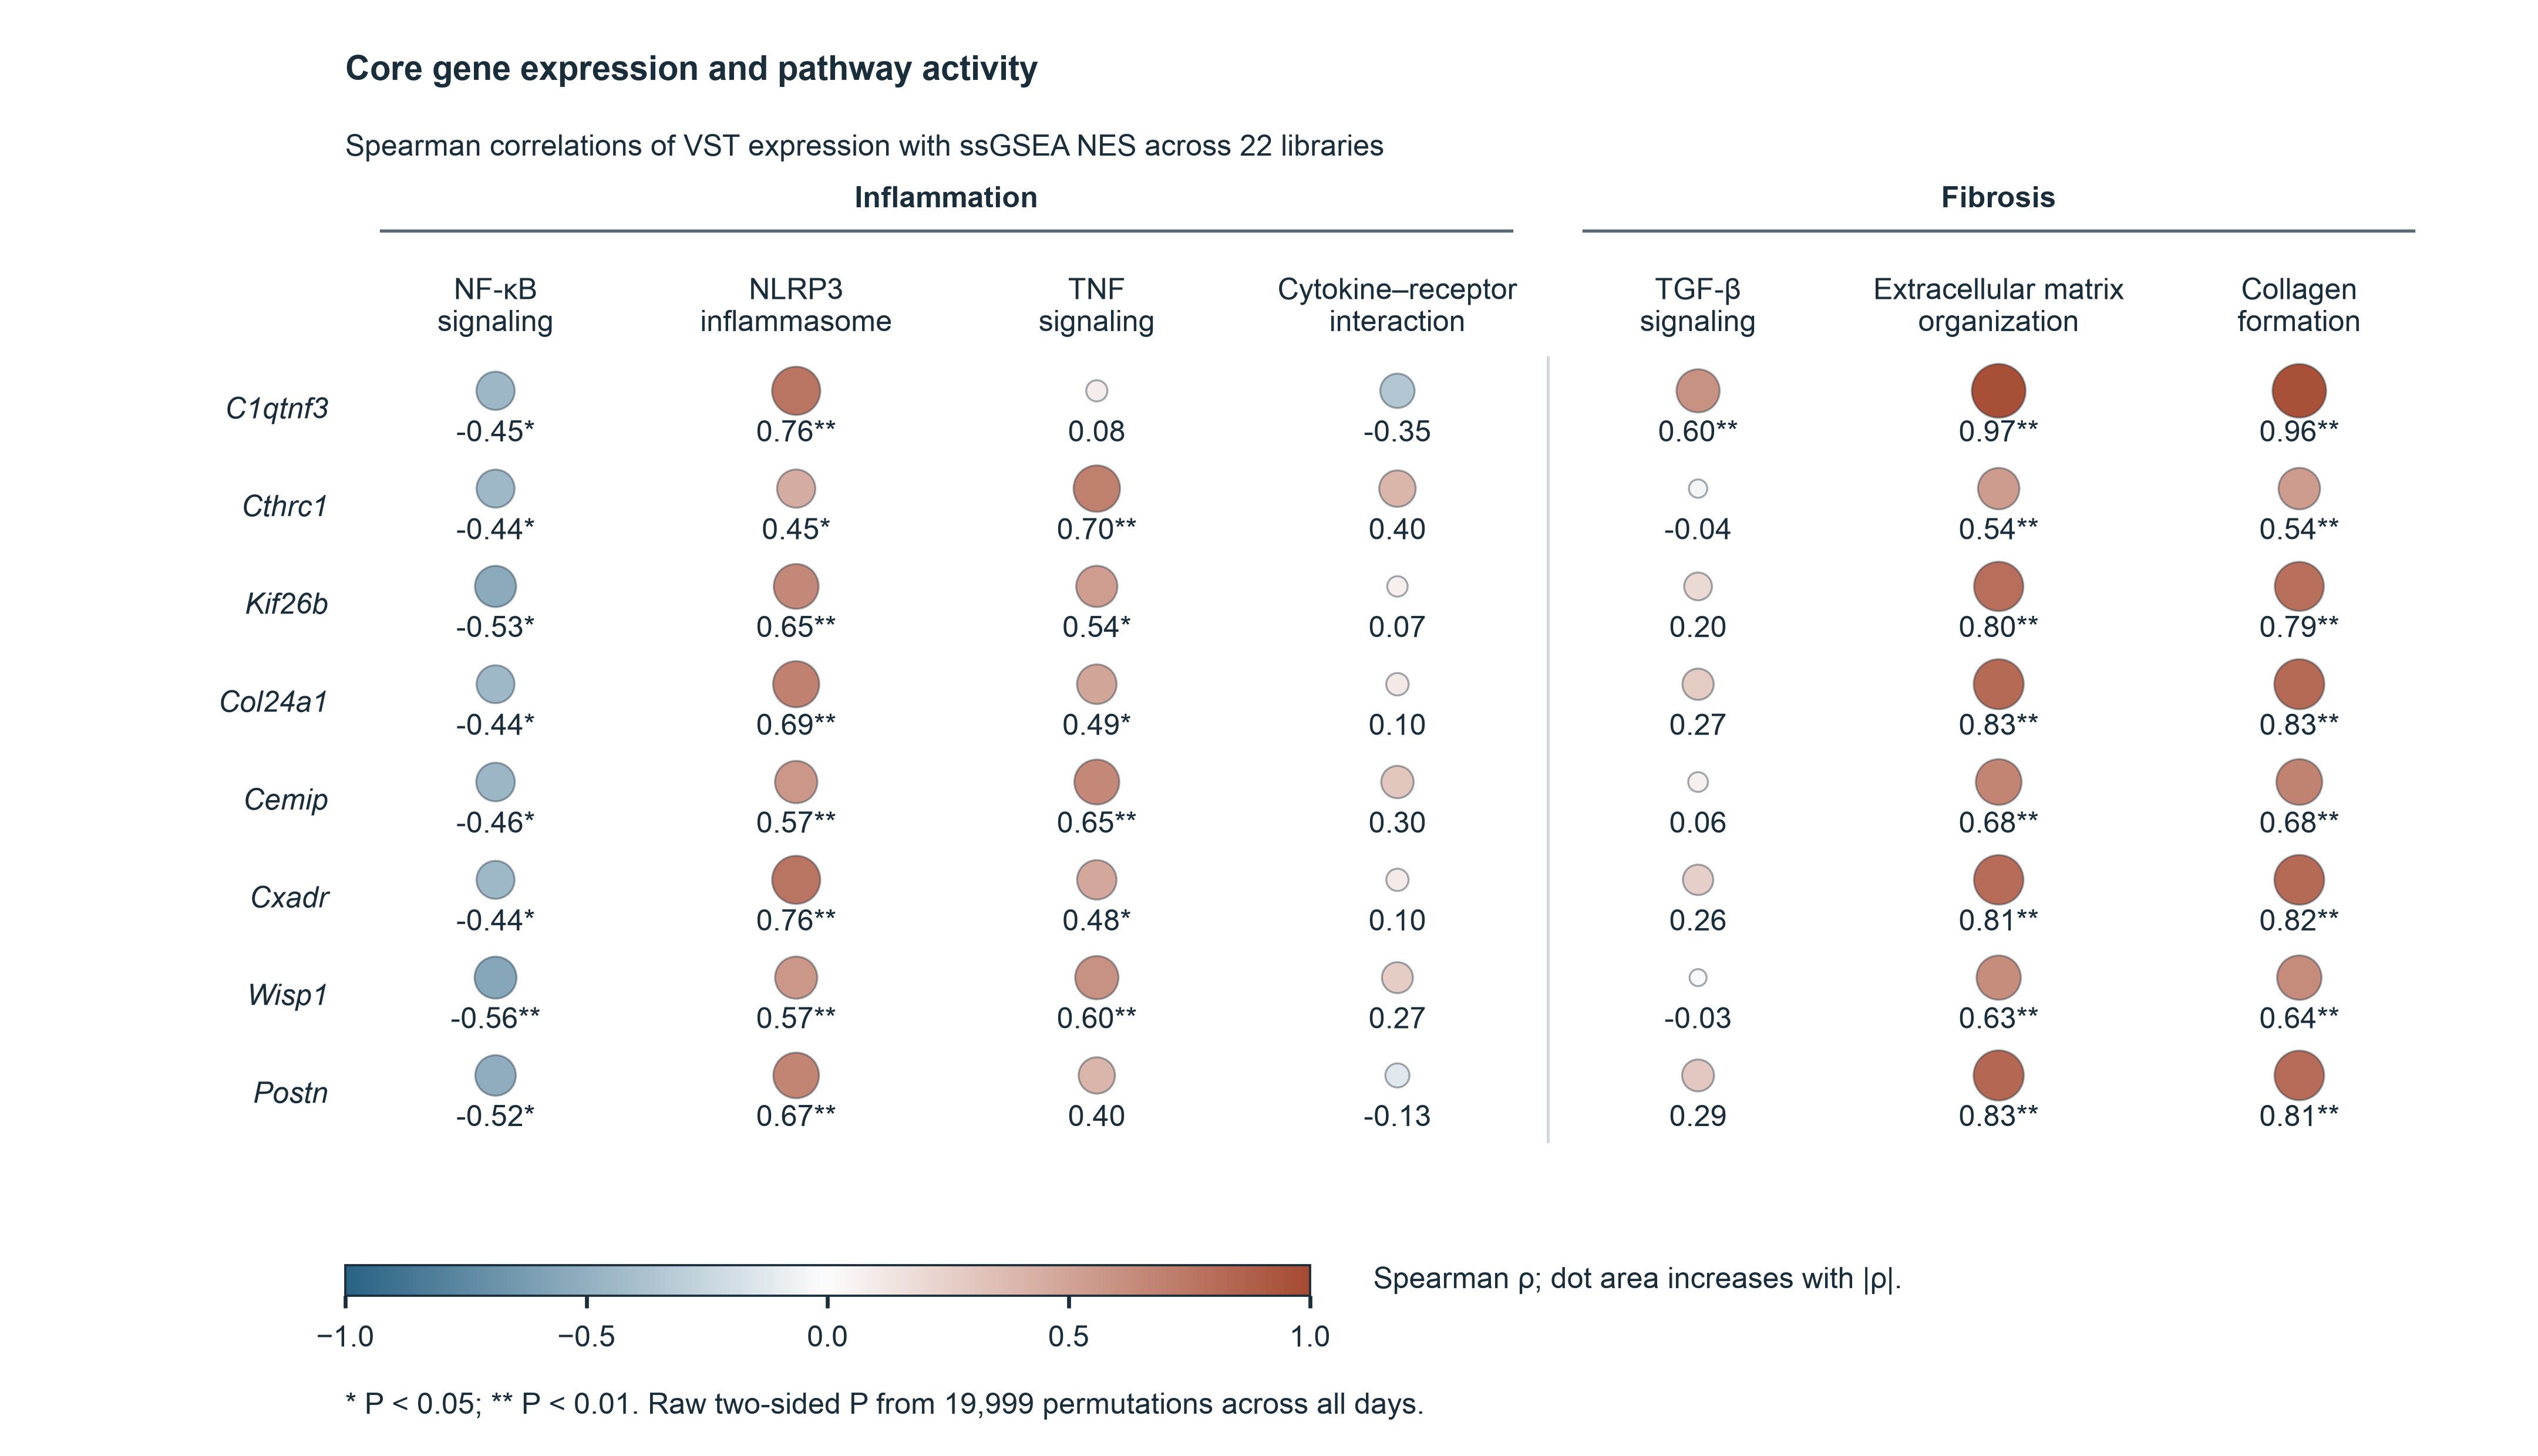 Core gene expression and pathway activity
Spearman correlations of VST expression with ssGSEA NES across 22 libraries
Inflammation Fibrosis
NF-κB NLRP3 TNF Cytokine–receptor TGF-β Extracellular matrix Collagen
signaling inflammasome signaling interaction signaling organization formation
C1qtnf3 -0.45* 0.76** 0.08 -0.35 0.60** 0.97** 0.96**
Cthrc1 -0.44* 0.45* 0.70** 0.40 -0.04 0.54** 0.54**
Kif26b -0.53* 0.65** 0.54* 0.07 0.20 0.80** 0.79**
Col24a1 -0.44* 0.69** 0.49* 0.10 0.27 0.83** 0.83**
Cemip -0.46* 0.57** 0.65** 0.30 0.06 0.68** 0.68**
Cxadr -0.44* 0.76** 0.48* 0.10 0.26 0.81** 0.82**
Wisp1 -0.56** 0.57** 0.60** 0.27 -0.03 0.63** 0.64**
Postn -0.52* 0.67** 0.40 -0.13 0.29 0.83** 0.81**
Spearman ρ; dot area increases with |ρ|.
−1.0 −0.5 0.0 0.5 1.0
* P < 0.05; ** P < 0.01. Raw two-sided P from 19,999 permutations across all days.